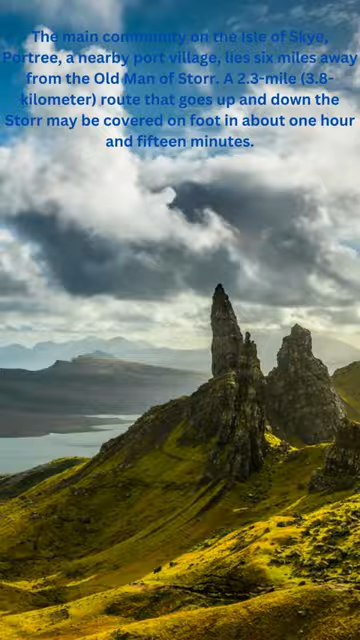 The main community on the Isle of Skye,
Portree, a nearby port village, lies six miles away
from the Old Man of Storr. A 2.3-mile (3.8-
kilometer) route that goes up and down the
Storr may be covered on foot in about one hour
and fifteen minutes.